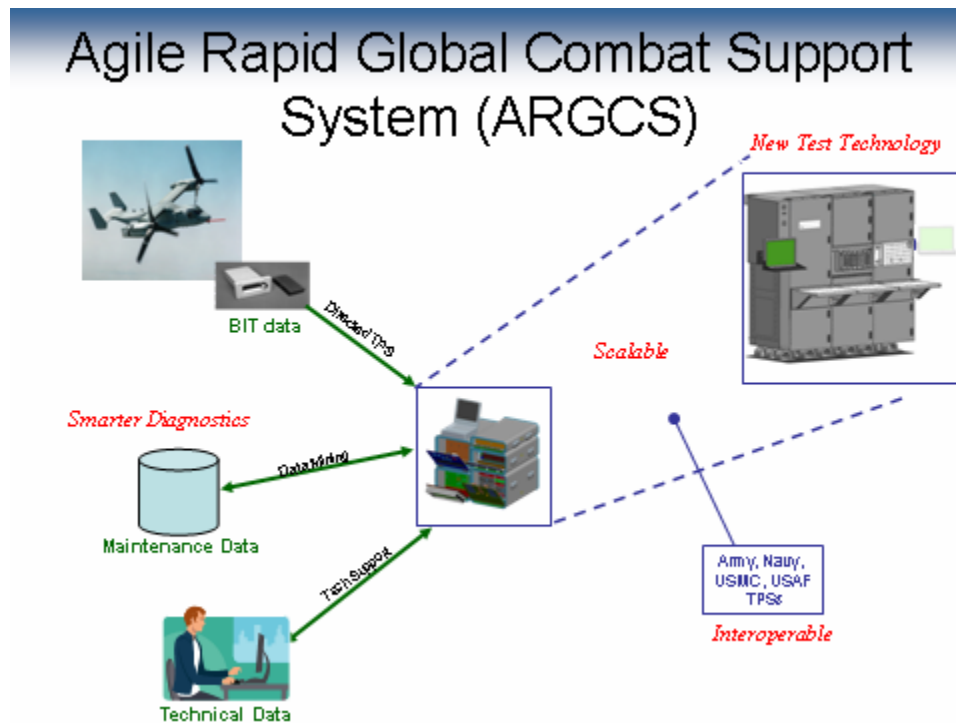 Agile Rapid Global Combat Support
System (ARGCS)
New Test Technology
BIT data
Directed TPS
Scalable
Smarter Diagnostics
Data Mining
Maintenance Data
Tech Support
Army, Navy,
USMC, USAF
TPSs
Interoperable
Technical Data